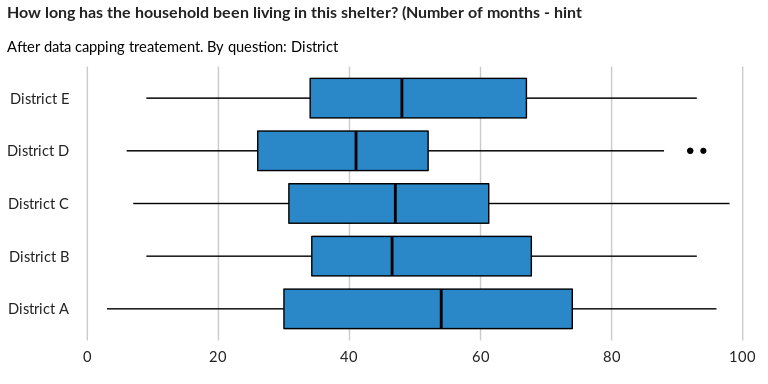 How long has the household been living in this shelter? (Number of months - hint
After data capping treatement. By question: District
District E
District D
District C
District B
District A
0 20 40 60 80 100